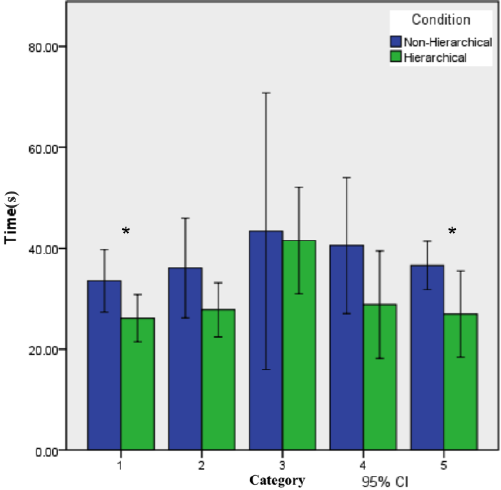 Condition
Non-Hierarchical
Hierarchical
80.00
60.00
40.00
20.00
0.00
Time(s)
*
*
1 2 3 4 5
Category
95% CI